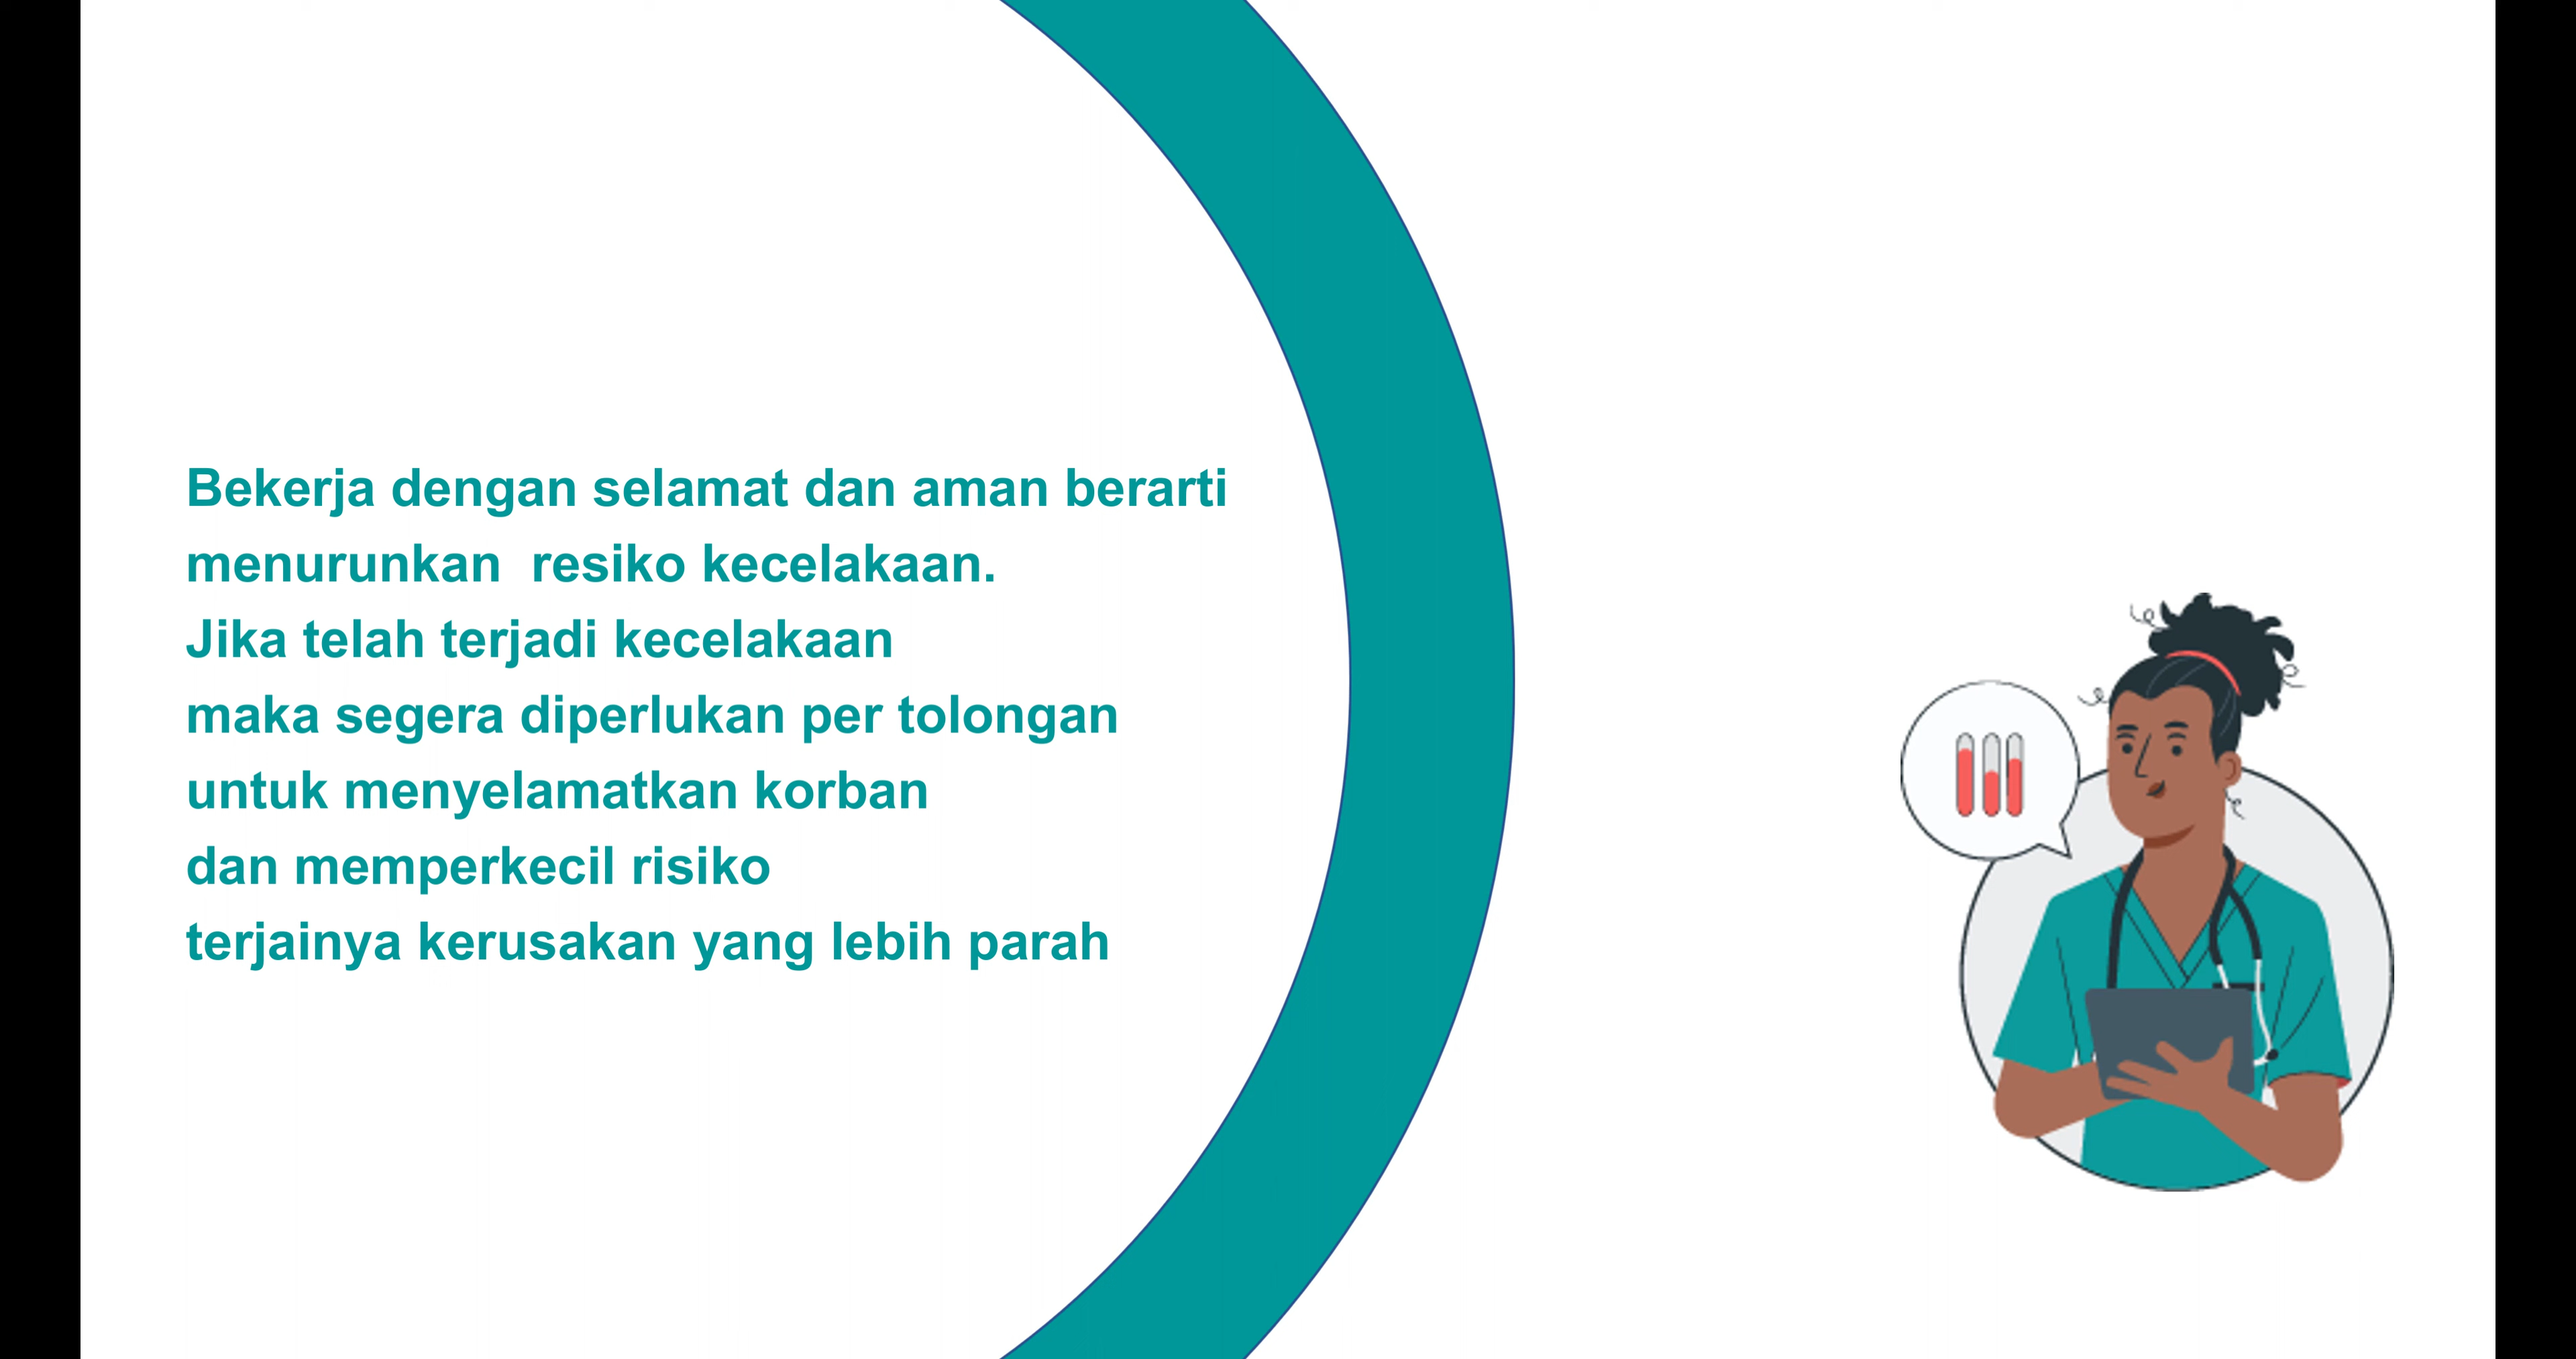 Bekerja dengan selamat dan aman berarti
menurunkan  resiko kecelakaan.
Jika telah terjadi kecelakaan
maka segera diperlukan per tolongan
untuk menyelamatkan korban
dan memperkecil risiko
terjainya kerusakan yang lebih parah